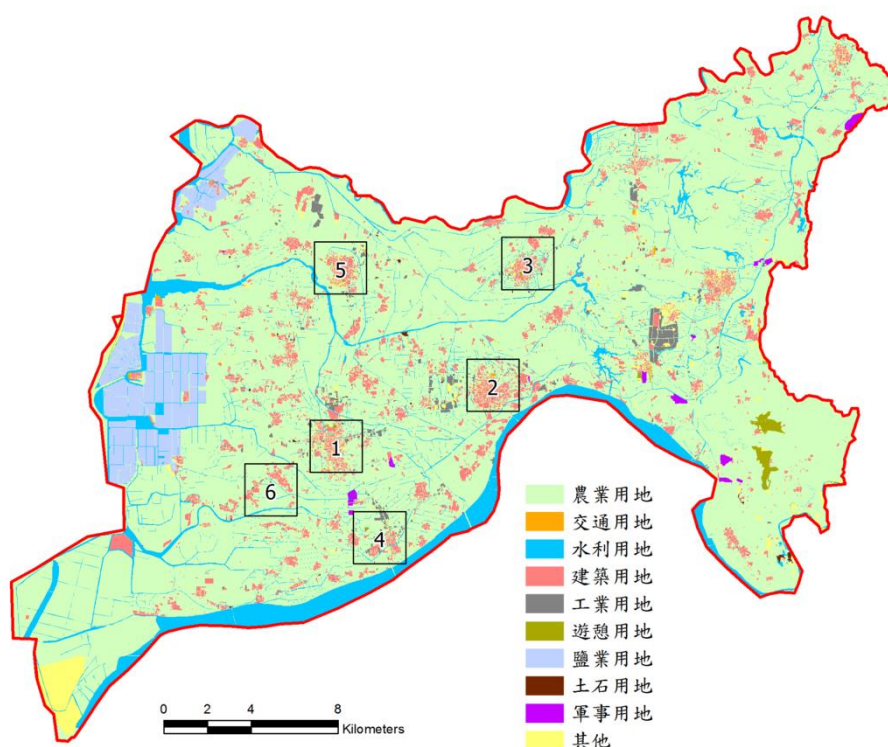 5
3
2
1
6
4
農業用地
交通用地
水利用地
建築用地
工業用地
遊憩用地
鹽業用地
土石用地
軍事用地
其他
0 2 4 8
Kilometers